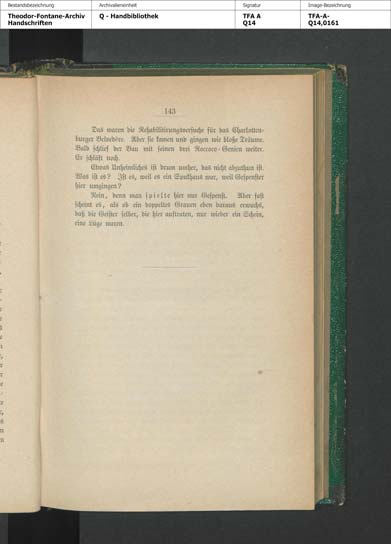 Bestandsbezeichnung
Archivalieneinheit
Signatur
Image-Bezeichnung
Theodor-Fontane-Archiv
Handschriften
Q - Handbibliothek
TFA A
Q14
TFA-A-
Q14,0161
143
Das waren die Rehabilitirungsversuche für das Charlotten-
burger Belvedère. Aber sie kamen und gingen wie bloße Träume.
Bald schlief der Bau mit seinen drei Roccoco-Genien weiter.
Er schläft noch.
Etwas Unheimliches ist drum umher, das nicht abzuthun ist.
Was ist es? Ist es, weil es ein Spukhaus war, weil Gespenster
hier umgingen?
Nein, denn man spielte hier nur Gespenst. Aber fast
scheint es, als ob ein doppeltes Grauen eben daraus erwuchs,
daß die Geister selber, die hier auftraten, nur wieder ein Schein,
eine Lüge waren.